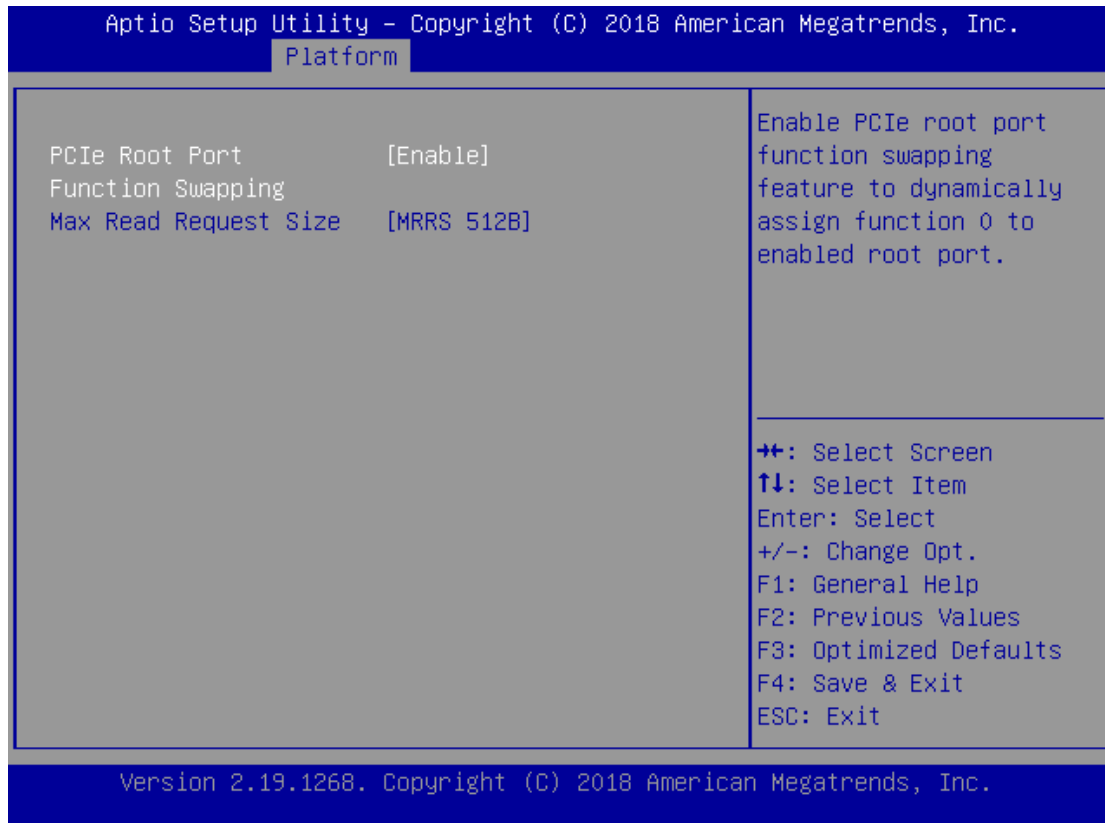 Aptio Setup Utility – Copyright (C) 2018 American Megatrends, Inc.
Platform
PCIe Root Port [Enable]
Function Swapping
Max Read Request Size [MRRS 512B]
Enable PCIe root port
function swapping
feature to dynamically
assign function 0 to
enabled root port.
→←: Select Screen
↑↓: Select Item
Enter: Select
+/-: Change Opt.
F1: General Help
F2: Previous Values
F3: Optimized Defaults
F4: Save & Exit
ESC: Exit
Version 2.19.1268. Copyright (C) 2018 American Megatrends, Inc.